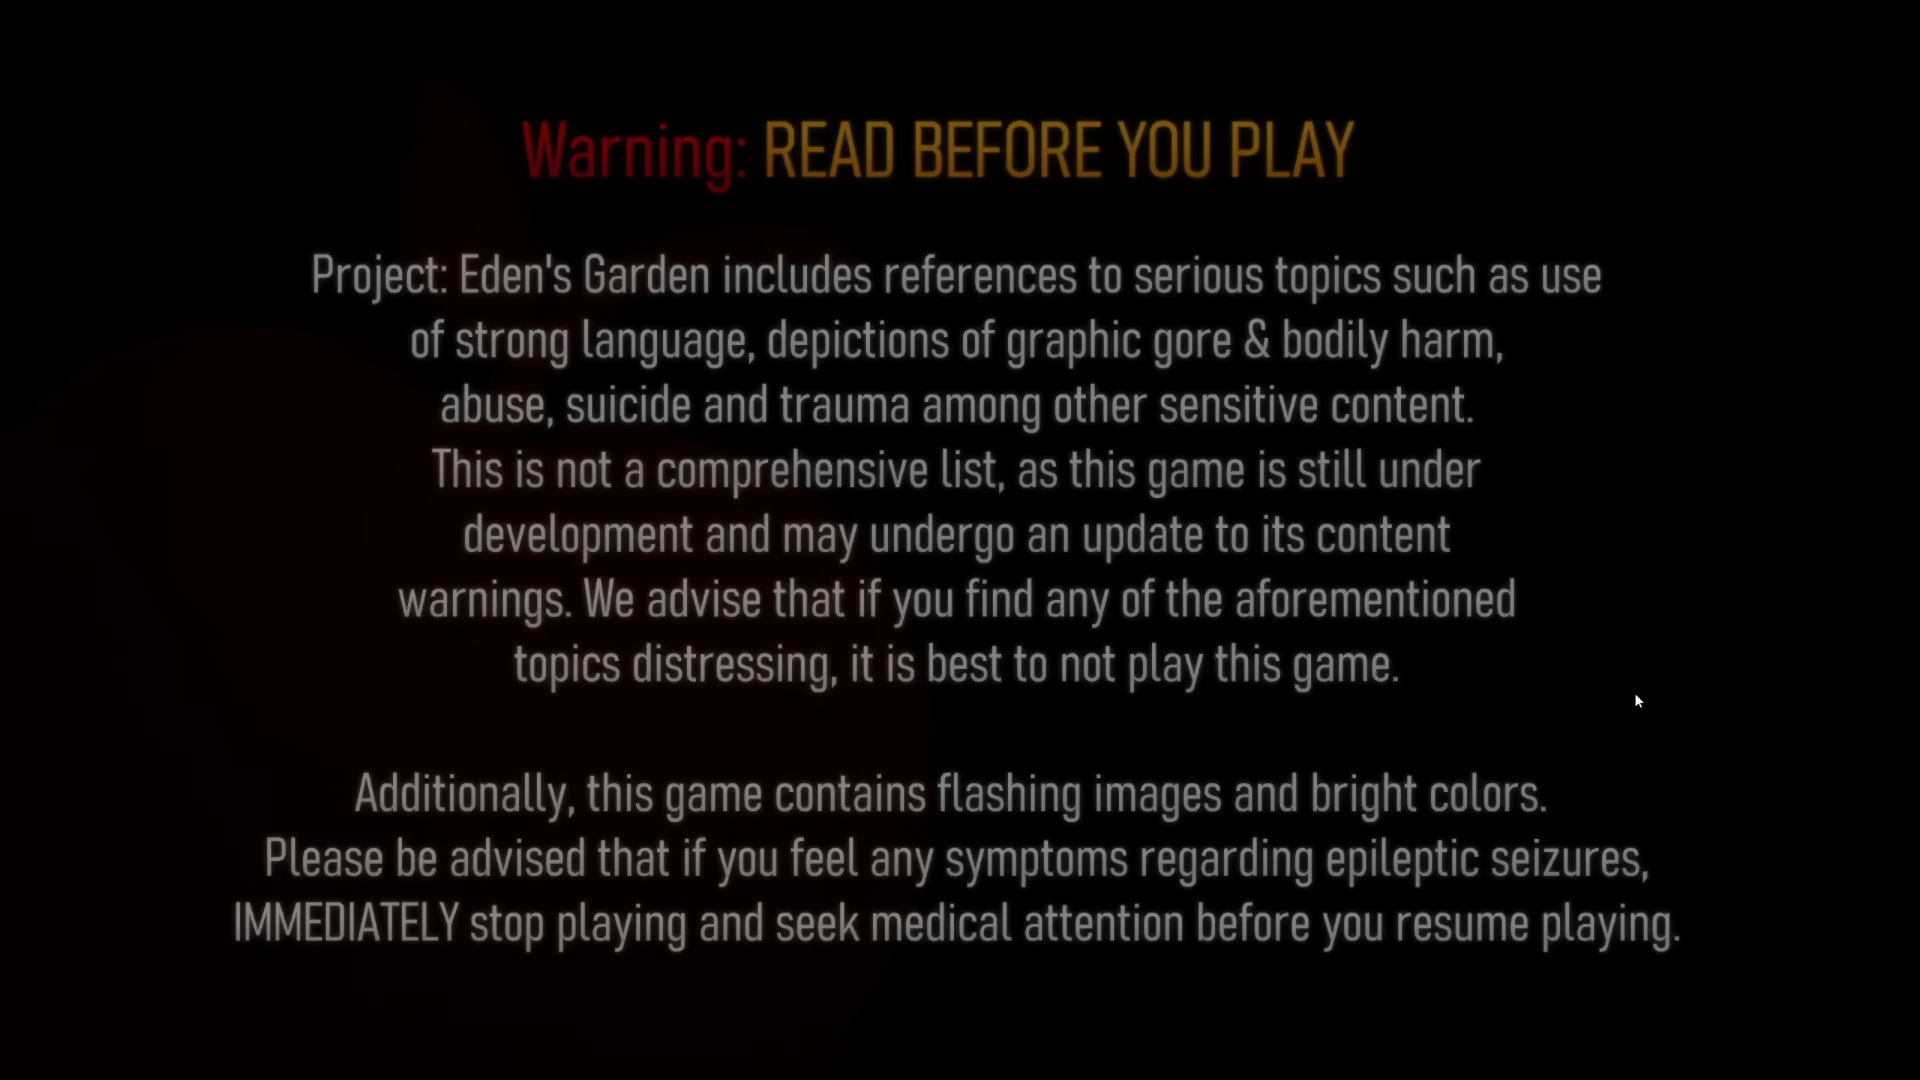 Warning: READ BEFORE YOU PLAY
Project: Eden's Garden includes references to serious topics such as use
of strong language, depictions of graphic gore & bodily harm,
abuse, suicide and trauma among other sensitive content.
This is not a comprehensive list, as this game is still under
development and may undergo an update to its content
warnings. We advise that if you find any of the aforementioned
topics distressing, it is best to not play this game.
Additionally, this game contains flashing images and bright colors.
Please be advised that if you feel any symptoms regarding epileptic seizures,
IMMEDIATELY stop playing and seek medical attention before you resume playing.